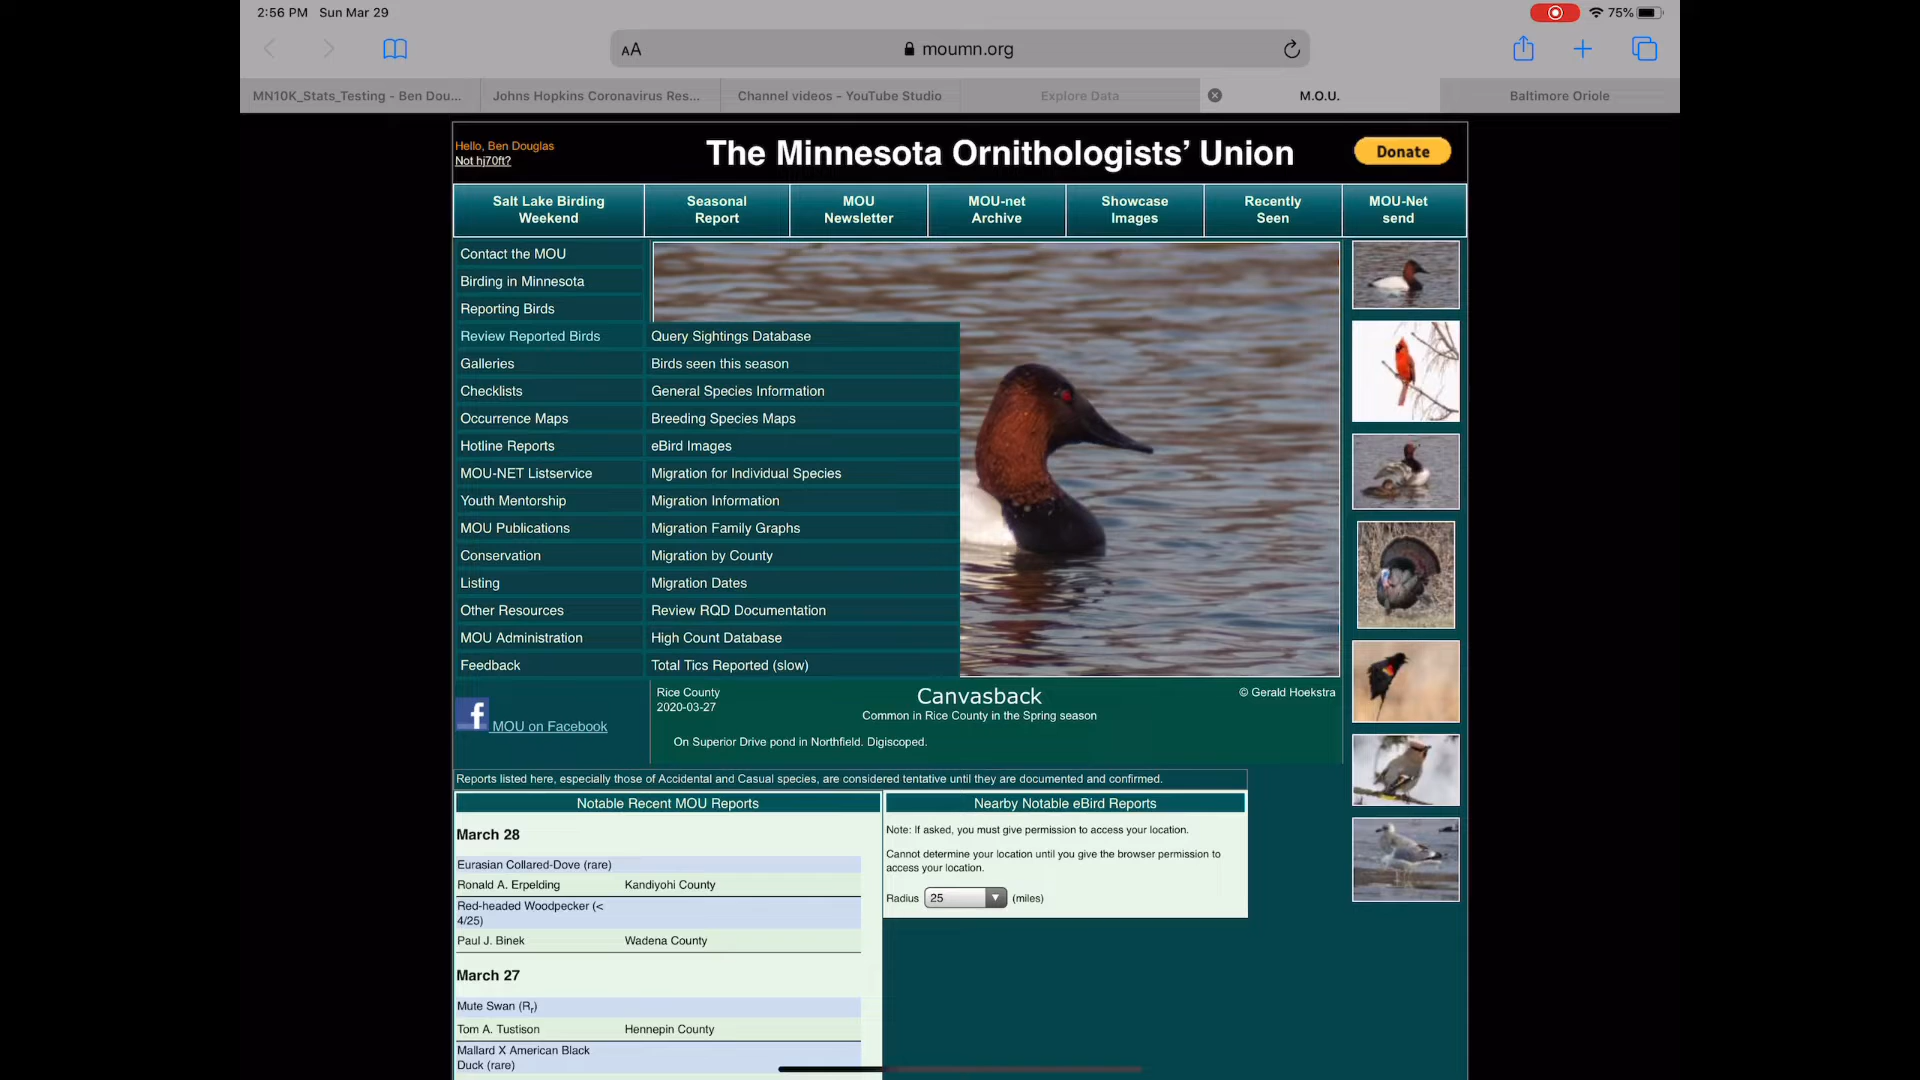 2:56 PM Sun Mar 29
75%
AA
moumn.org
MN10K_Stats_Testing - Ben Dou...
Johns Hopkins Coronavirus Res...
Channel videos - YouTube Studio
Explore Data
M.O.U.
Baltimore Oriole
Hello, Ben Douglas
Not hj70ft?
The Minnesota Ornithologists' Union
Donate
Salt Lake Birding
Weekend
Seasonal
Report
MOU
Newsletter
MOU-net
Archive
Showcase
Images
Recently
Seen
MOU-Net
send
Contact the MOU
Birding in Minnesota
Reporting Birds
Review Reported Birds
Galleries
Checklists
Occurrence Maps
Hotline Reports
MOU-NET Listservice
Youth Mentorship
MOU Publications
Conservation
Listing
Other Resources
MOU Administration
Feedback
MOU on Facebook
Query Sightings Database
Birds seen this season
General Species Information
Breeding Species Maps
eBird Images
Migration for Individual Species
Migration Information
Migration Family Graphs
Migration by County
Migration Dates
Review RQD Documentation
High Count Database
Total Tics Reported (slow)
Rice County
2020-03-27
Canvasback
Common in Rice County in the Spring season
© Gerald Hoekstra
On Superior Drive pond in Northfield. Digiscoped.
Reports listed here, especially those of Accidental and Casual species, are considered tentative until they are documented and confirmed.
Notable Recent MOU Reports
March 28
Eurasian Collared-Dove (rare)
Ronald A. Erpelding Kandiyohi County
Red-headed Woodpecker (<
4/25)
Paul J. Binek Wadena County
March 27
Mute Swan (Rr)
Tom A. Tustison Hennepin County
Mallard X American Black
Duck (rare)
Nearby Notable eBird Reports
Note: If asked, you must give permission to access your location.
Cannot determine your location until you give the browser permission to
access your location.
Radius 25 (miles)